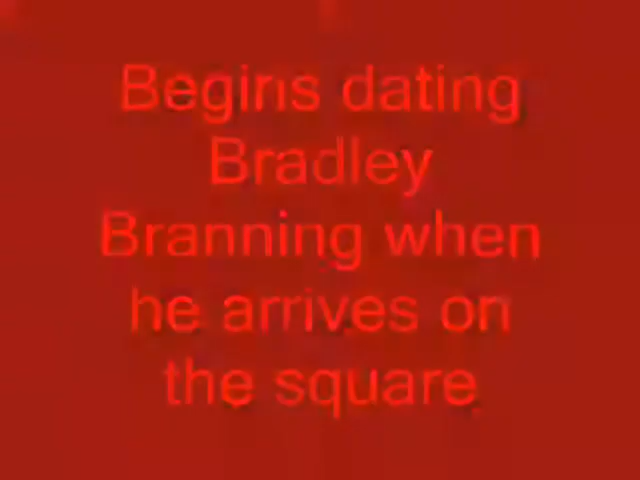 Begins dating
Bradley
Branning when
he arrives on
the square